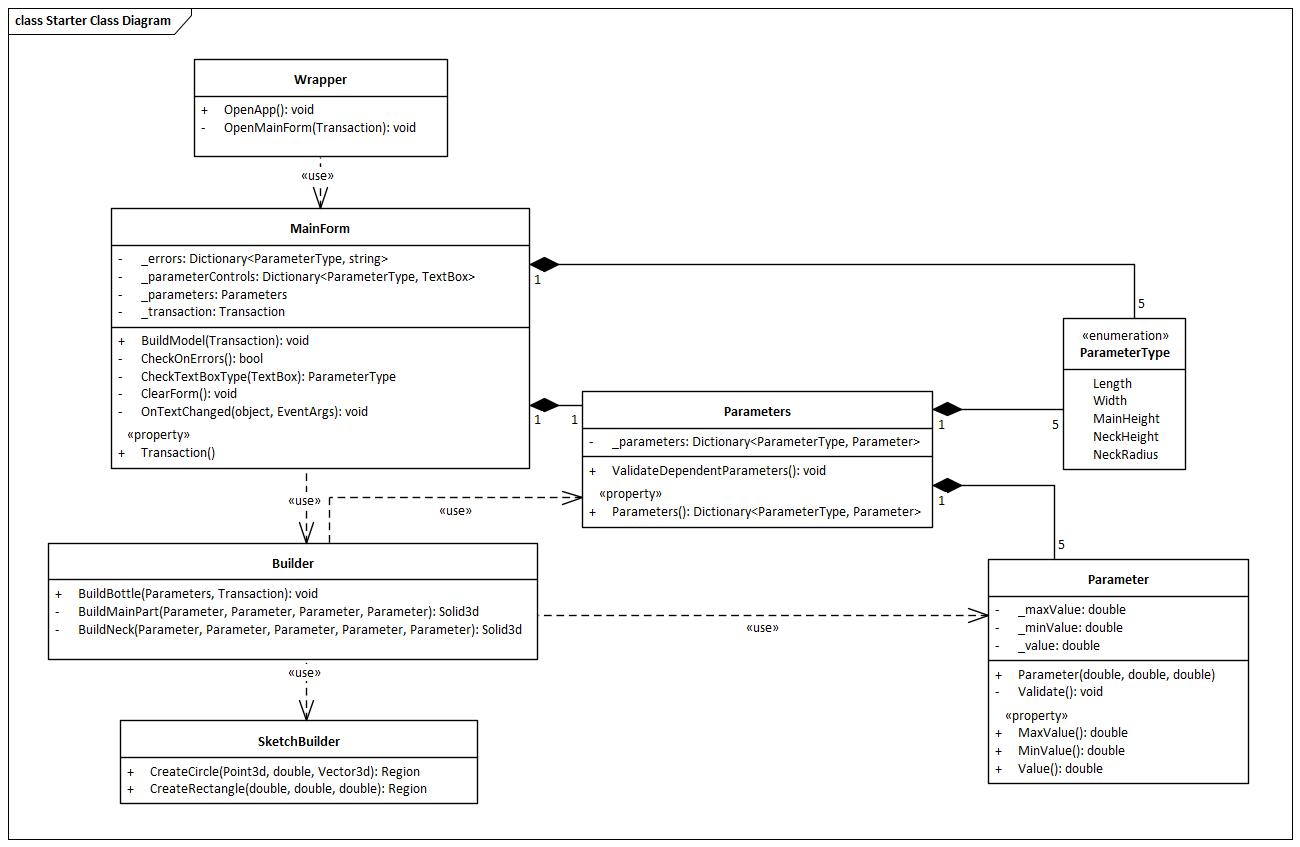 class Starter Class Diagram
Wrapper
+ OpenApp(): void
- OpenMainForm(Transaction): void
«use»
MainForm
- _errors: Dictionary<ParameterType, string>
- _parameterControls: Dictionary<ParameterType, TextBox>
- _parameters: Parameters
- _transaction: Transaction
+ BuildModel(Transaction): void
- CheckOnErrors(): bool
- CheckTextBoxType(TextBox): ParameterType
- ClearForm(): void
- OnTextChanged(object, EventArgs): void
«property»
+ Transaction()
1
5
«enumeration»
ParameterType
Length
Width
MainHeight
NeckHeight
NeckRadius
1
1
Parameters
- _parameters: Dictionary<ParameterType, Parameter>
+ ValidateDependentParameters(): void
«property»
+ Parameters(): Dictionary<ParameterType, Parameter>
1
5
1
5
«use»
«use»
Builder
+ BuildBottle(Parameters, Transaction): void
- BuildMainPart(Parameter, Parameter, Parameter, Parameter): Solid3d
- BuildNeck(Parameter, Parameter, Parameter, Parameter, Parameter): Solid3d
«use»
Parameter
- _maxValue: double
- _minValue: double
- _value: double
+ Parameter(double, double, double)
- Validate(): void
«property»
+ MaxValue(): double
+ MinValue(): double
+ Value(): double
«use»
SketchBuilder
+ CreateCircle(Point3d, double, Vector3d): Region
+ CreateRectangle(double, double, double): Region